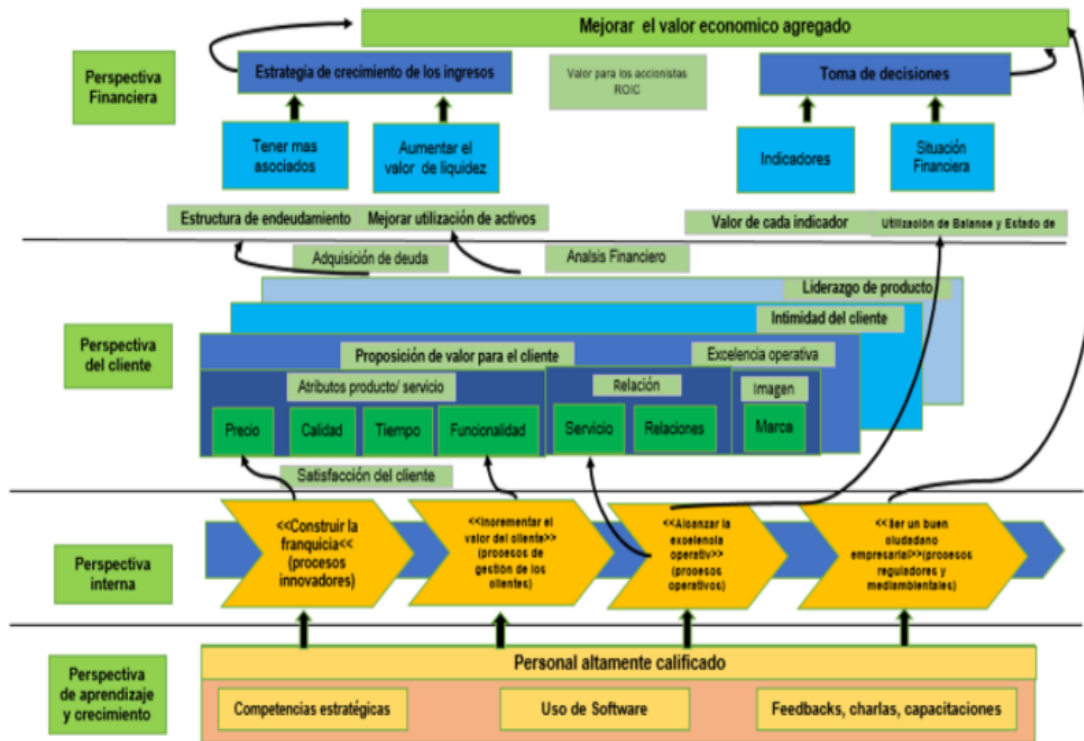 Mejorar el valor economico agregado
Perspectiva
Financiera
Estrategia de crecimiento de los ingresos
Valor para los accionistas
ROIC
Toma de decisiones
Tener mas
asociados
Aumentar el
valor de liquidez
Indicadores
Situación
Financiera
Estructura de endeudamiento
Mejorar utilización de activos
Valor de cada indicador
Utilización de Balance y Estado de
Adquisición de deuda
Analsis Financiero
Perspectiva
del cliente
Liderazgo de producto
Intimidad del cliente
Proposición de valor para el cliente
Excelencia operativa
Atributos producto/ servicio
Relación
Imagen
Precio
Calidad
Tiempo
Funcionalidad
Servicio
Relaciones
Marca
Satisfacción del cliente
Perspectiva
interna
<<Construir la
franquicia<<
(procesos
innovadores)
<<Incrementar el
valor del cliente>>
(procesos de
gestión de los
clientes)
<<Alcanzar la
excelencia
operativ>>
(procesos
operativos)
<<Ser un buen
ciudadano
empresarial>>(procesos
reguladores y
mediambientales)
Perspectiva
de aprendizaje
y crecimiento
Personal altamente calificado
Competencias estratégicas
Uso de Software
Feedbacks, charlas, capacitaciones